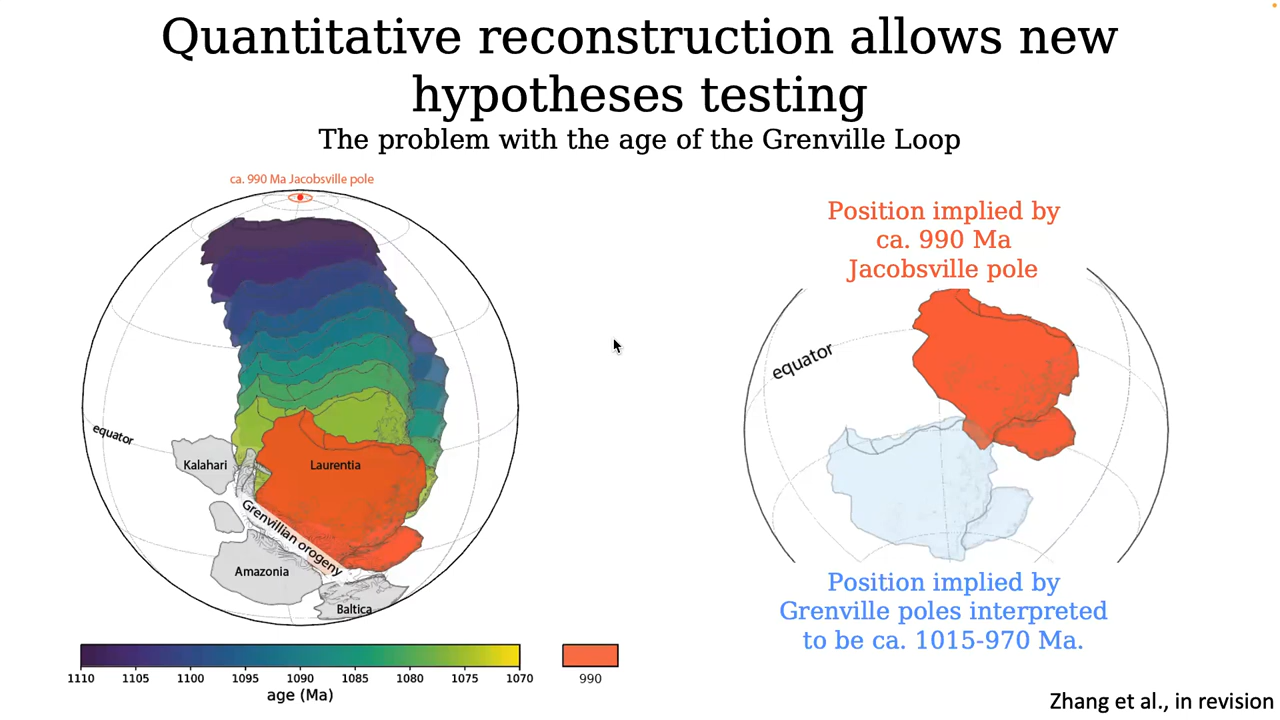 Quantitative reconstruction allows new
hypotheses testing
The problem with the age of the Grenville Loop
ca. 990 Ma Jacobsville pole
equator
Kalahari
Laurentia
Grenvillian orogeny
Amazonia
Baltica
1110 1105 1100 1095 1090 1085 1080 1075 1070
age (Ma)
990
Position implied by
ca. 990 Ma
Jacobsville pole
equator
Position implied by
Grenville poles interpreted
to be ca. 1015-970 Ma.
Zhang et al., in revision